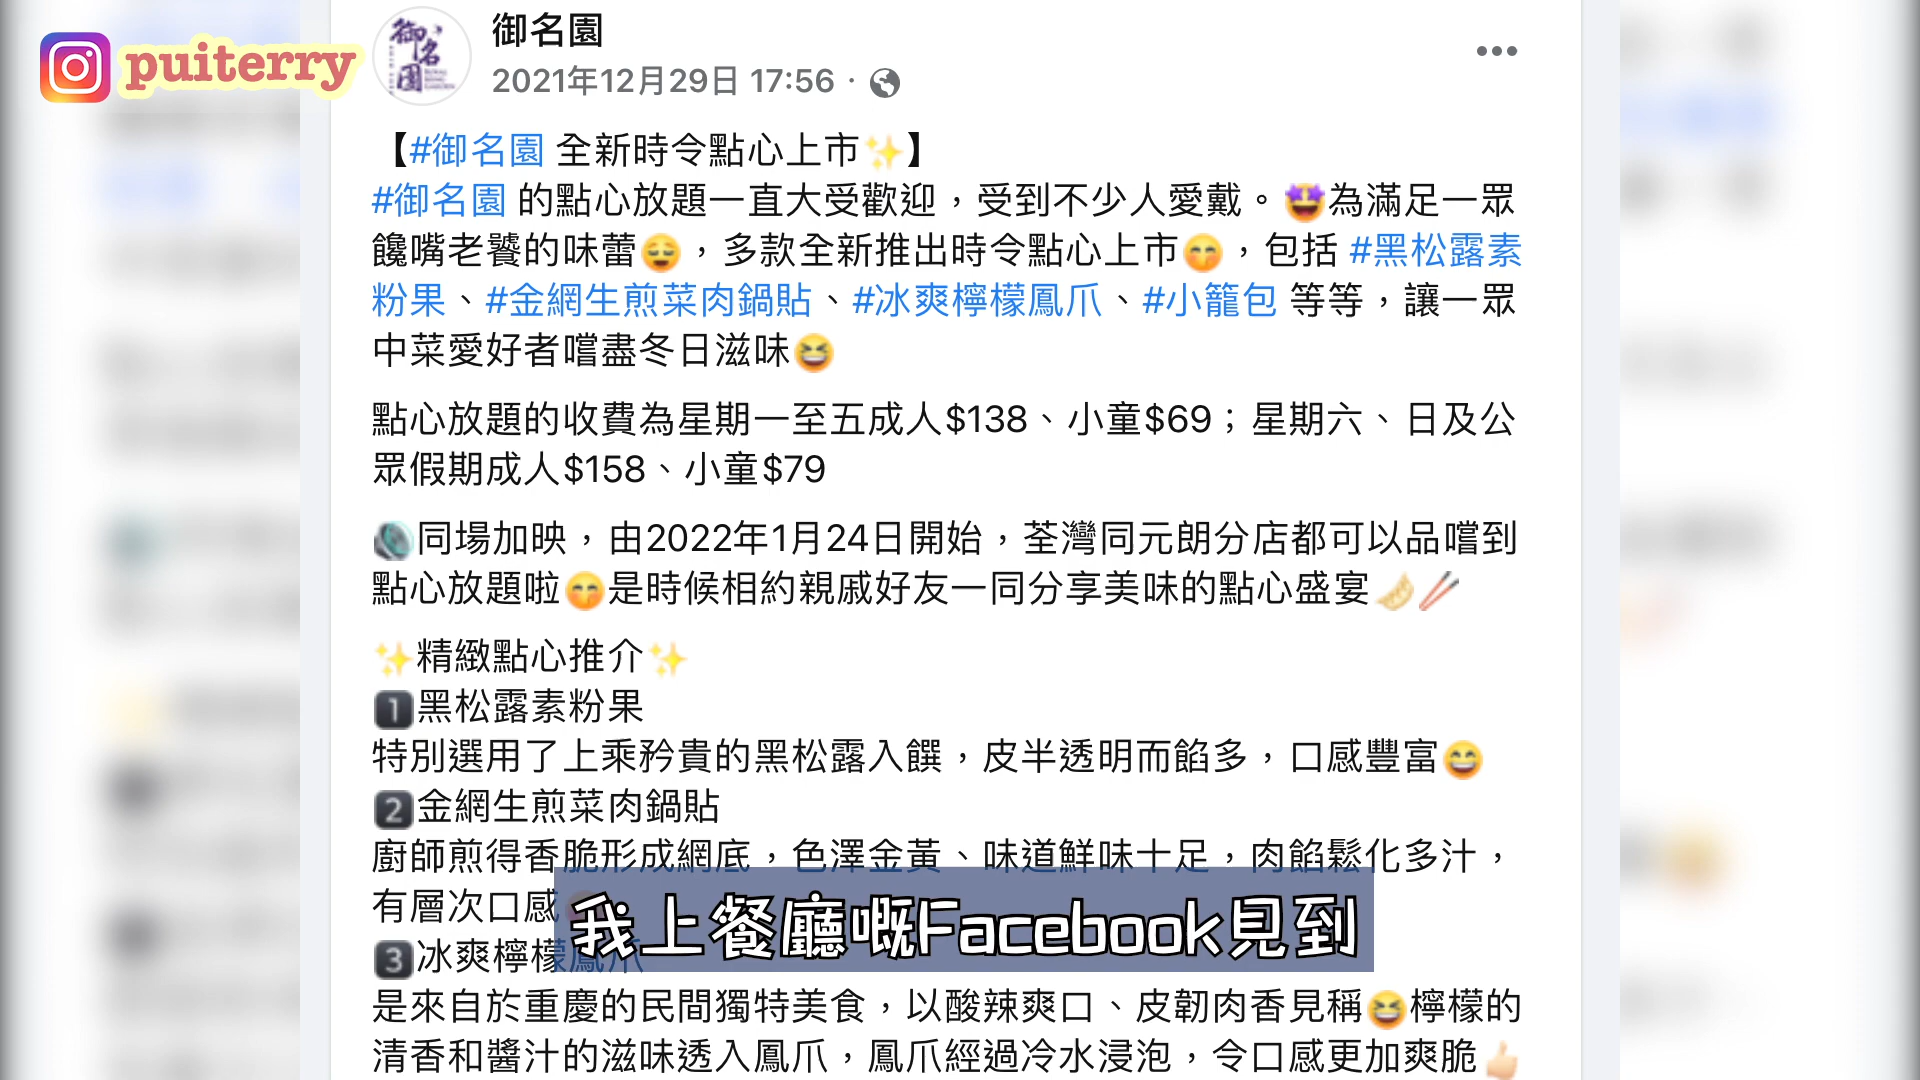 puiterry
御名園
御名園
2021年12月29日 17:56 ·
【#御名園 全新時令點心上市✨】
#御名園 的點心放題一直大受歡迎，受到不少人愛戴。🤩為滿足一眾
饞嘴老饕的味蕾😌，多款全新推出時令點心上市😋，包括 #黑松露素
粉果、#金網生煎菜肉鍋貼、#冰爽檸檬鳳爪、#小籠包 等等，讓一眾
中菜愛好者嚐盡冬日滋味😆
點心放題的收費為星期一至五成人$138、小童$69；星期六、日及公
眾假期成人$158、小童$79
🔊同場加映，由2022年1月24日開始，荃灣同元朗分店都可以品嚐到
點心放題啦😋是時候相約親戚好友一同分享美味的點心盛宴🥟🥢
✨精緻點心推介✨
1️⃣黑松露素粉果
特別選用了上乘矜貴的黑松露入饌，皮半透明而餡多，口感豐富😄
2️⃣金網生煎菜肉鍋貼
廚師煎得香脆形成網底，色澤金黃、味道鮮味十足，肉餡鬆化多汁，
有層次口感
我上餐廳嘅Facebook見到
3️⃣冰爽檸檬鳳爪
是來自於重慶的民間獨特美食，以酸辣爽口、皮韌肉香見稱😆檸檬的
清香和醬汁的滋味透入鳳爪，鳳爪經過冷水浸泡，令口感更加爽脆👍🏻